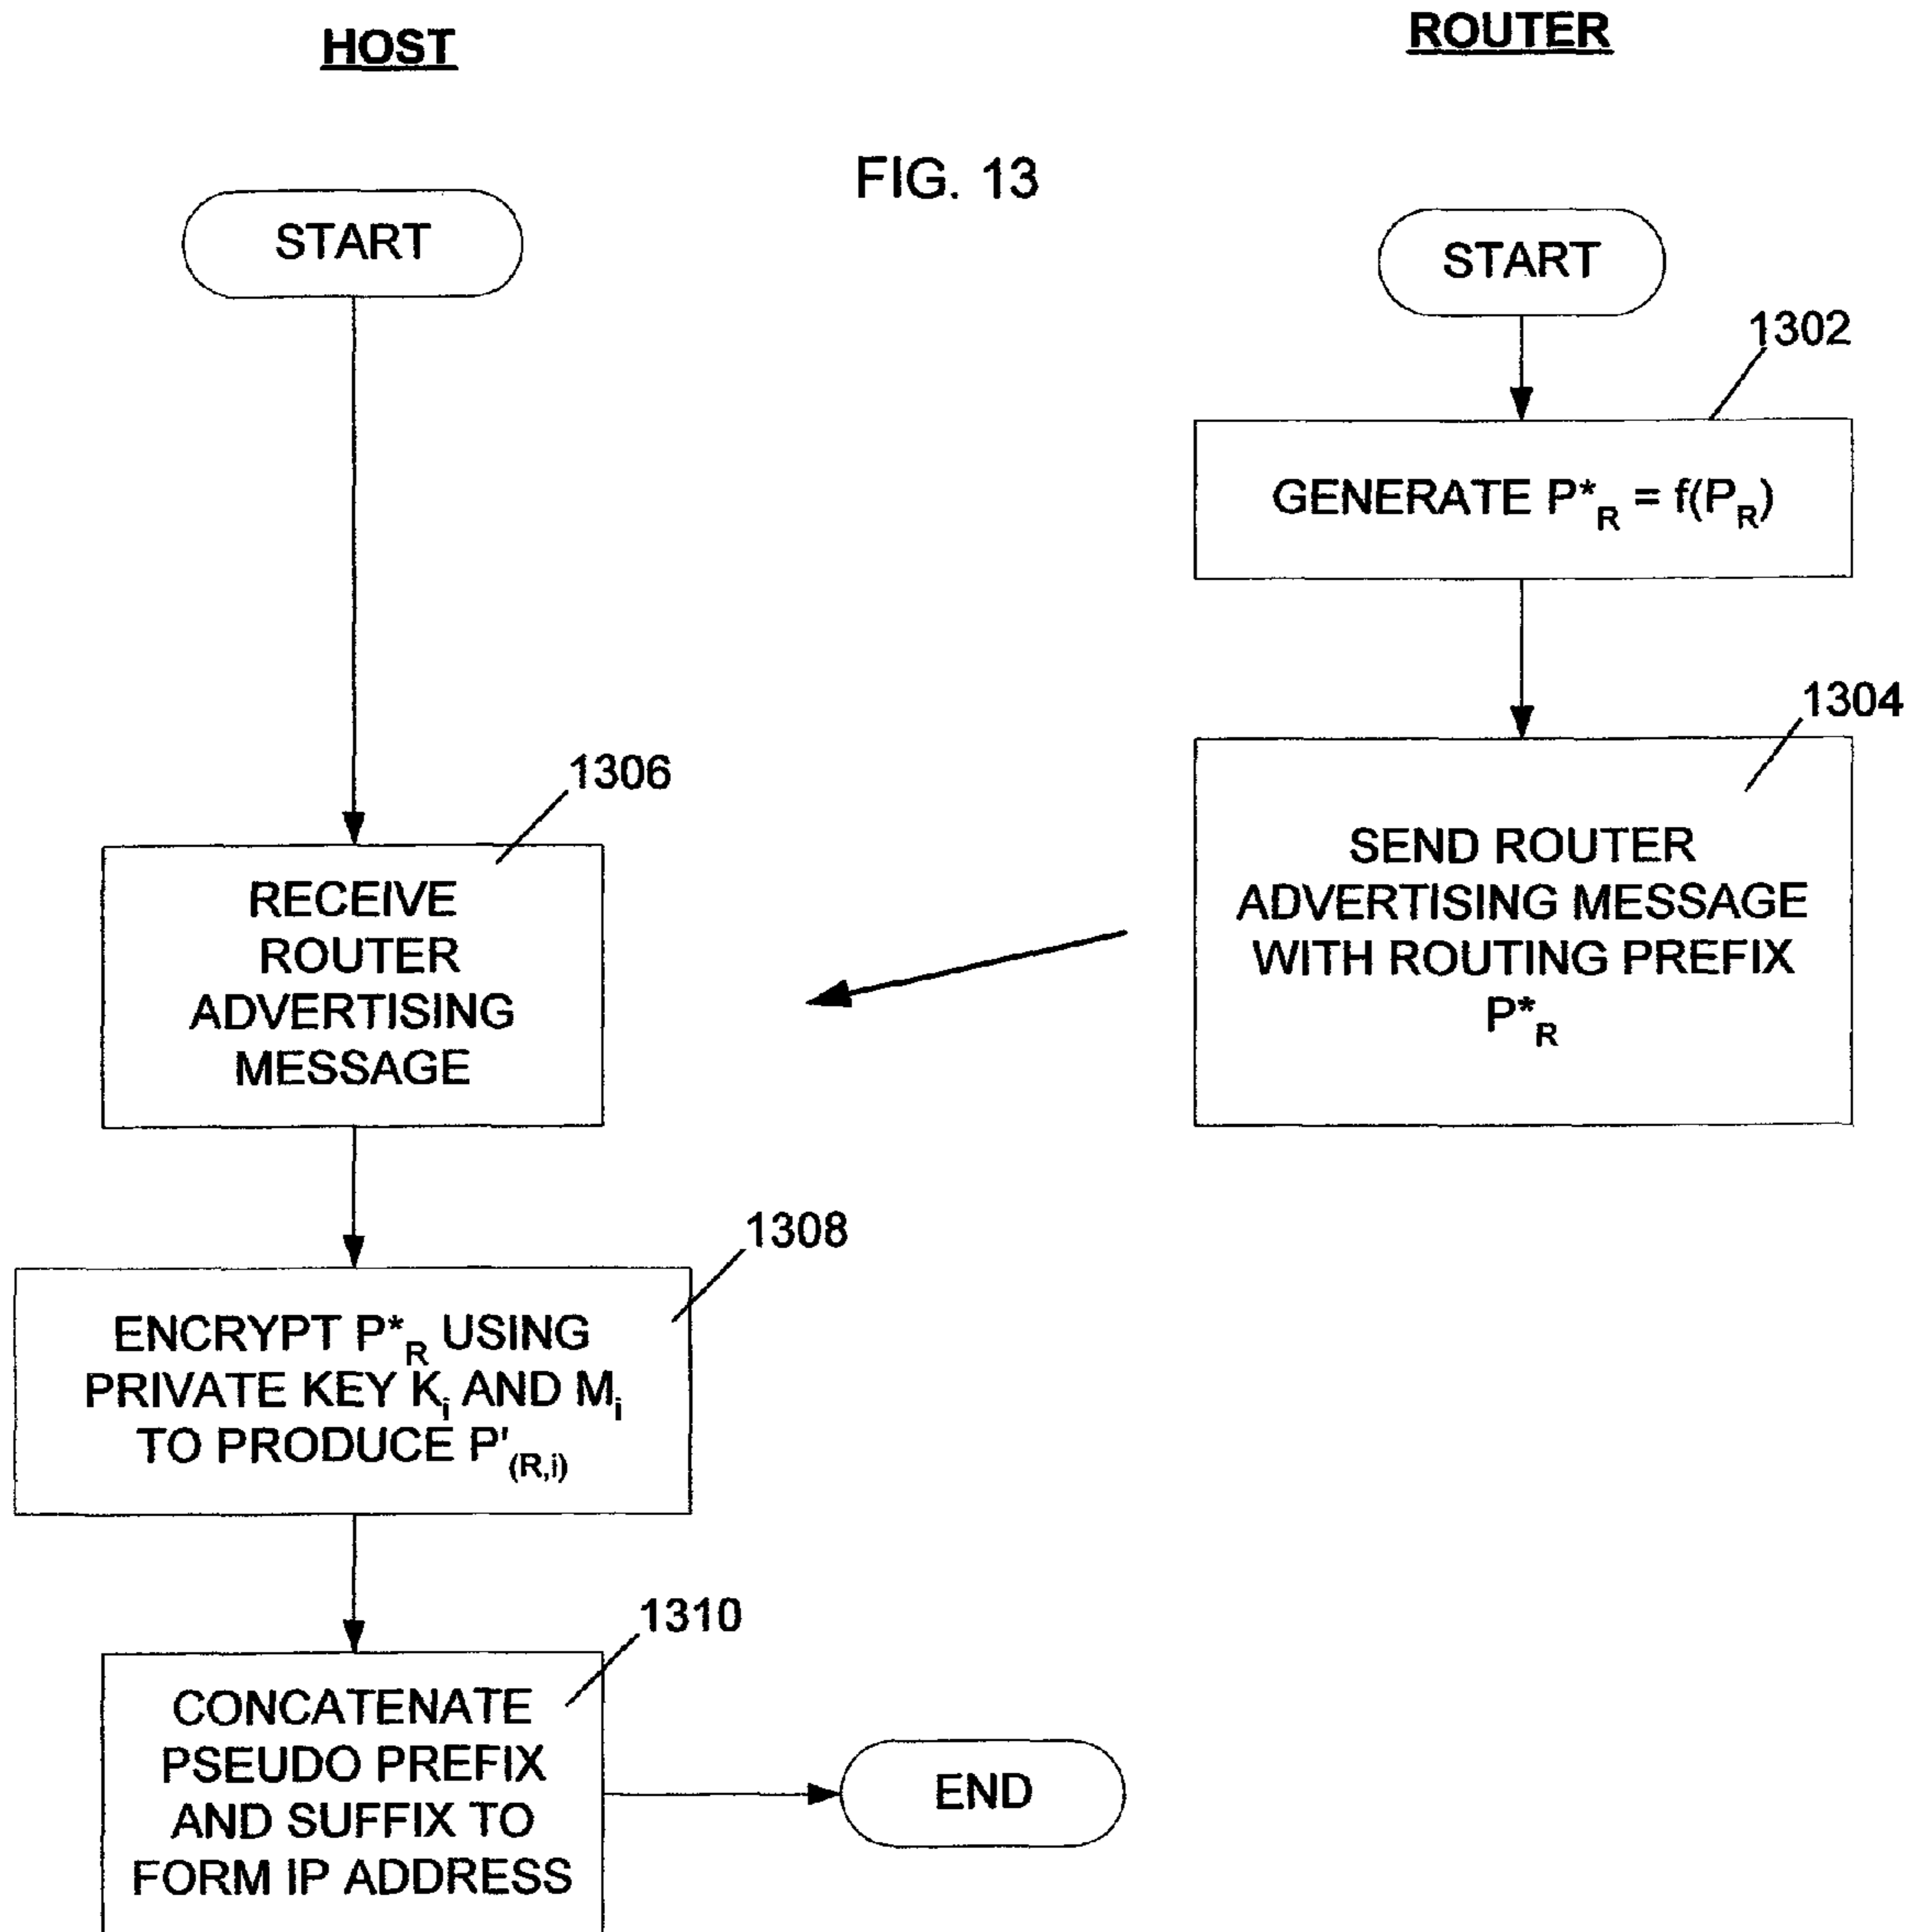 HOST
ROUTER
FIG. 13
START
START
1302
GENERATE P*R = f(PR)
1304
SEND ROUTER
ADVERTISING MESSAGE
WITH ROUTING PREFIX
P*R
1306
RECEIVE
ROUTER
ADVERTISING
MESSAGE
1308
ENCRYPT P*R USING
PRIVATE KEY Ki AND Mi
TO PRODUCE P'(R,i)
1310
CONCATENATE
PSEUDO PREFIX
AND SUFFIX TO
FORM IP ADDRESS
END